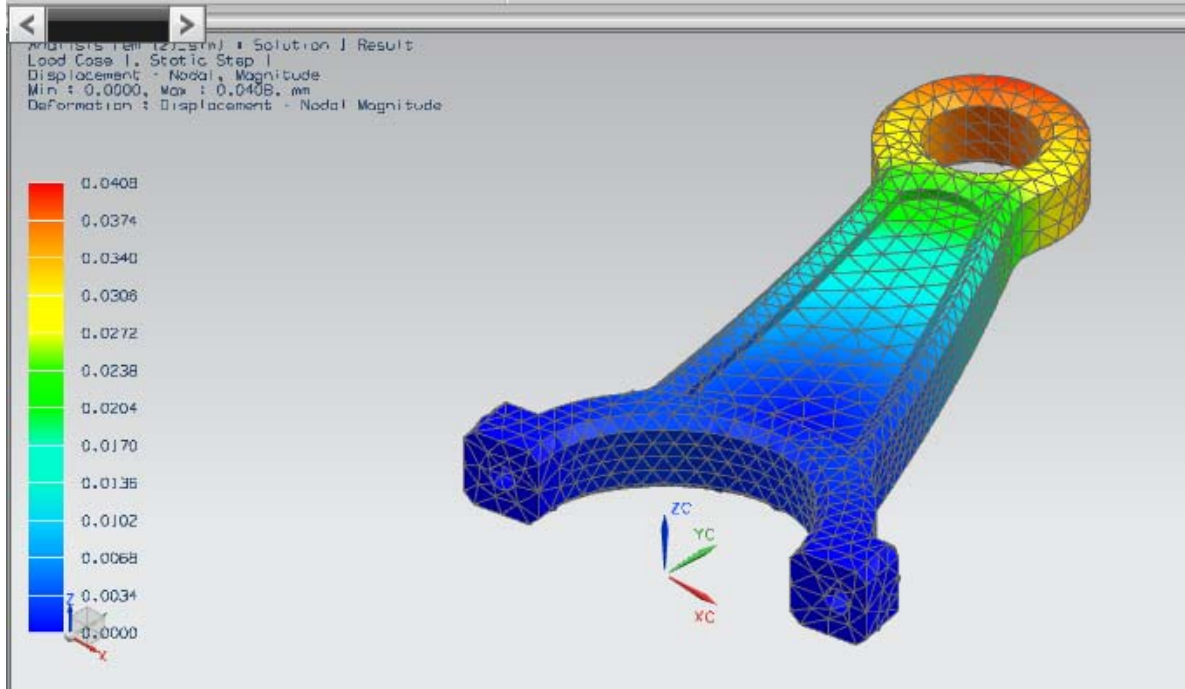 : Solution 1 Result
Load Case 1, Static Step 1
Displacement - Nodal, Magnitude
Min : 0.0000, Max : 0.0408, mm
Deformation : Displacement - Nodal Magnitude
0.0408
0.0374
0.0340
0.0306
0.0272
0.0238
0.0204
0.0170
0.0136
0.0102
0.0068
0.0034
0.0000
Z
X
ZC
YC
XC